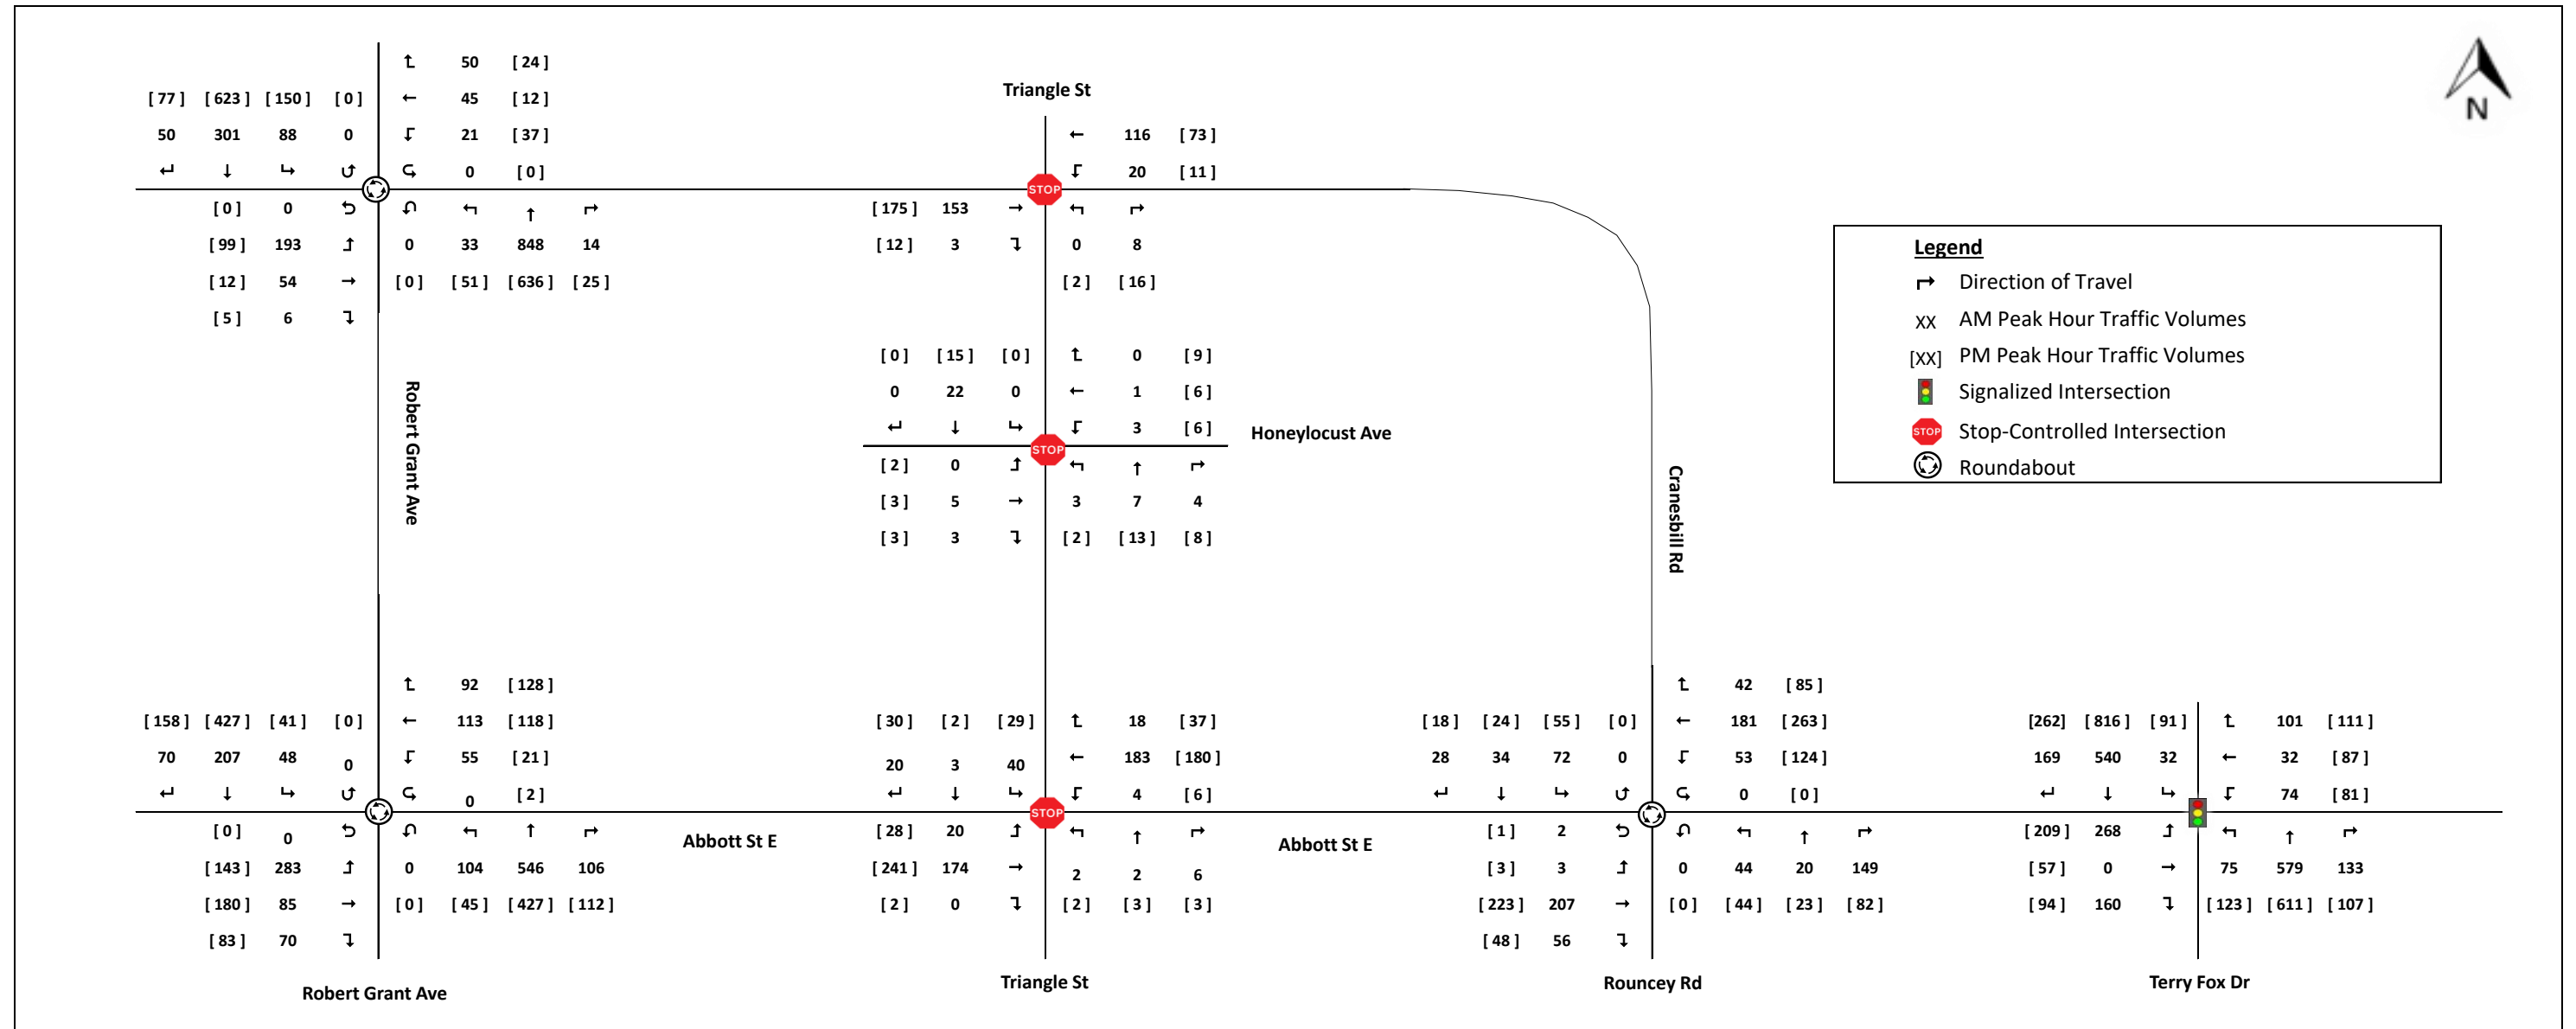 ↱ 50 [ 24 ]
[ 77 ] [ 623 ] [ 150 ] [ 0 ] ← 45 [ 12 ]
50 301 88 0 21 [ 37 ]
0 [ 0 ]
[ 0 ] 0
[ 99 ] 193 0 33 848 14
[ 12 ] 54 → [ 0 ] [ 51 ] [ 636 ] [ 25 ]
[ 5 ] 6
Triangle St
← 116 [ 73 ]
20 [ 11 ]
STOP
[ 175 ] 153 →
[ 12 ] 3 0 8
[ 2 ] [ 16 ]
N
Legend
Direction of Travel
XX AM Peak Hour Traffic Volumes
[XX] PM Peak Hour Traffic Volumes
Signalized Intersection
STOP Stop-Controlled Intersection
Roundabout
Robert Grant Ave
[ 0 ] [ 15 ] [ 0 ] 0 [ 9 ]
0 22 0 ← 1 [ 6 ]
3 [ 6 ]
Honeylocust Ave
STOP
[ 2 ] 0
[ 3 ] 5 → 3 7 4
[ 3 ] 3 [ 2 ] [ 13 ] [ 8 ]
Cranesbill Rd
92 [ 128 ]
[ 158 ] [ 427 ] [ 41 ] [ 0 ] ← 113 [ 118 ]
70 207 48 0 55 [ 21 ]
0 [ 2 ]
[ 0 ] 0
[ 143 ] 283 0 104 546 106
[ 180 ] 85 → [ 0 ] [ 45 ] [ 427 ] [ 112 ]
[ 83 ] 70
Robert Grant Ave
Abbott St E
[ 30 ] [ 2 ] [ 29 ] 18 [ 37 ]
20 3 40 ← 183 [ 180 ]
4 [ 6 ]
STOP
[ 28 ] 20
[ 241 ] 174 → 2 2 6
[ 2 ] 0 [ 2 ] [ 3 ] [ 3 ]
Triangle St
Abbott St E
42 [ 85 ]
[ 18 ] [ 24 ] [ 55 ] [ 0 ] ← 181 [ 263 ]
28 34 72 0 53 [ 124 ]
0 [ 0 ]
[ 1 ] 2
[ 3 ] 3 0 44 20 149
[ 223 ] 207 → [ 0 ] [ 44 ] [ 23 ] [ 82 ]
[ 48 ] 56
Rouncey Rd
[262] [ 816 ] [ 91 ] 101 [ 111 ]
169 540 32 ← 32 [ 87 ]
74 [ 81 ]
[ 209 ] 268
[ 57 ] 0 → 75 579 133
[ 94 ] 160 [ 123 ] [ 611 ] [ 107 ]
Terry Fox Dr